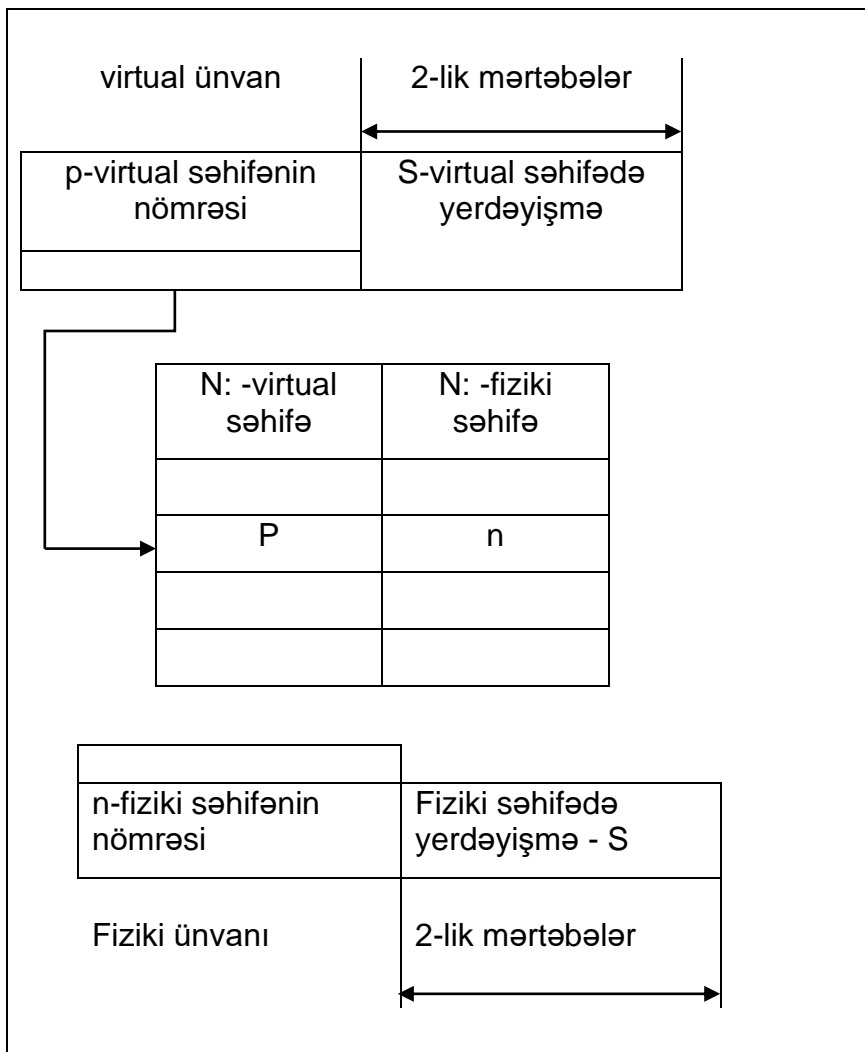 virtual ünvan 2-lik mərtəbələr
p-virtual səhifənin
nömrəsi
S-virtual səhifədə
yerdəyişmə
N: -virtual
səhifə
N: -fiziki
səhifə
P n
n-fiziki səhifənin
nömrəsi
Fiziki səhifədə
yerdəyişmə - S
Fiziki ünvanı 2-lik mərtəbələr